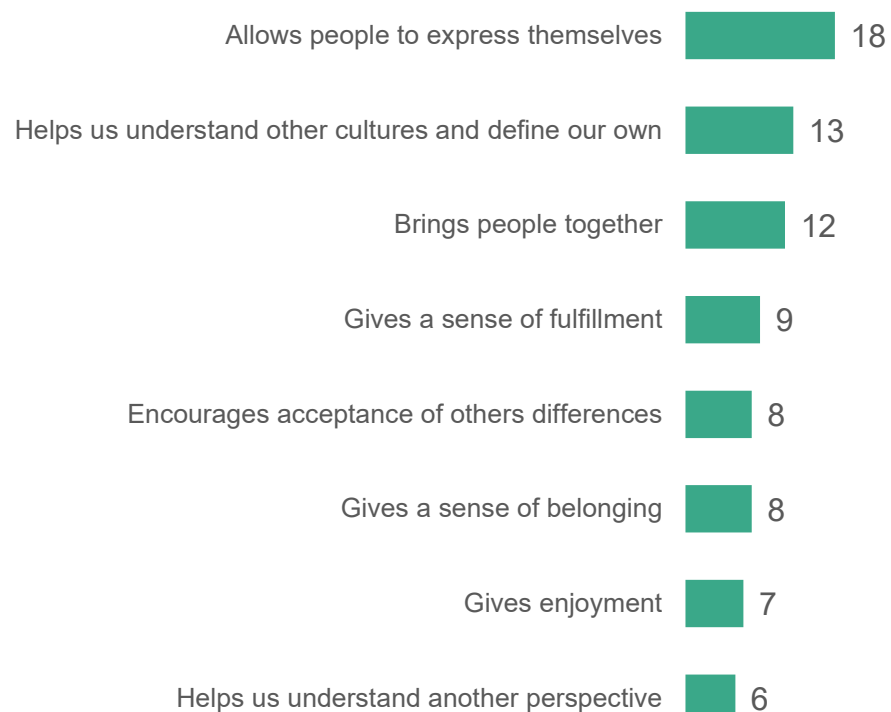 Allows people to express themselves 18
Helps us understand other cultures and define our own 13
Brings people together 12
Gives a sense of fulfillment 9
Encourages acceptance of others differences 8
Gives a sense of belonging 8
Gives enjoyment 7
Helps us understand another perspective 6